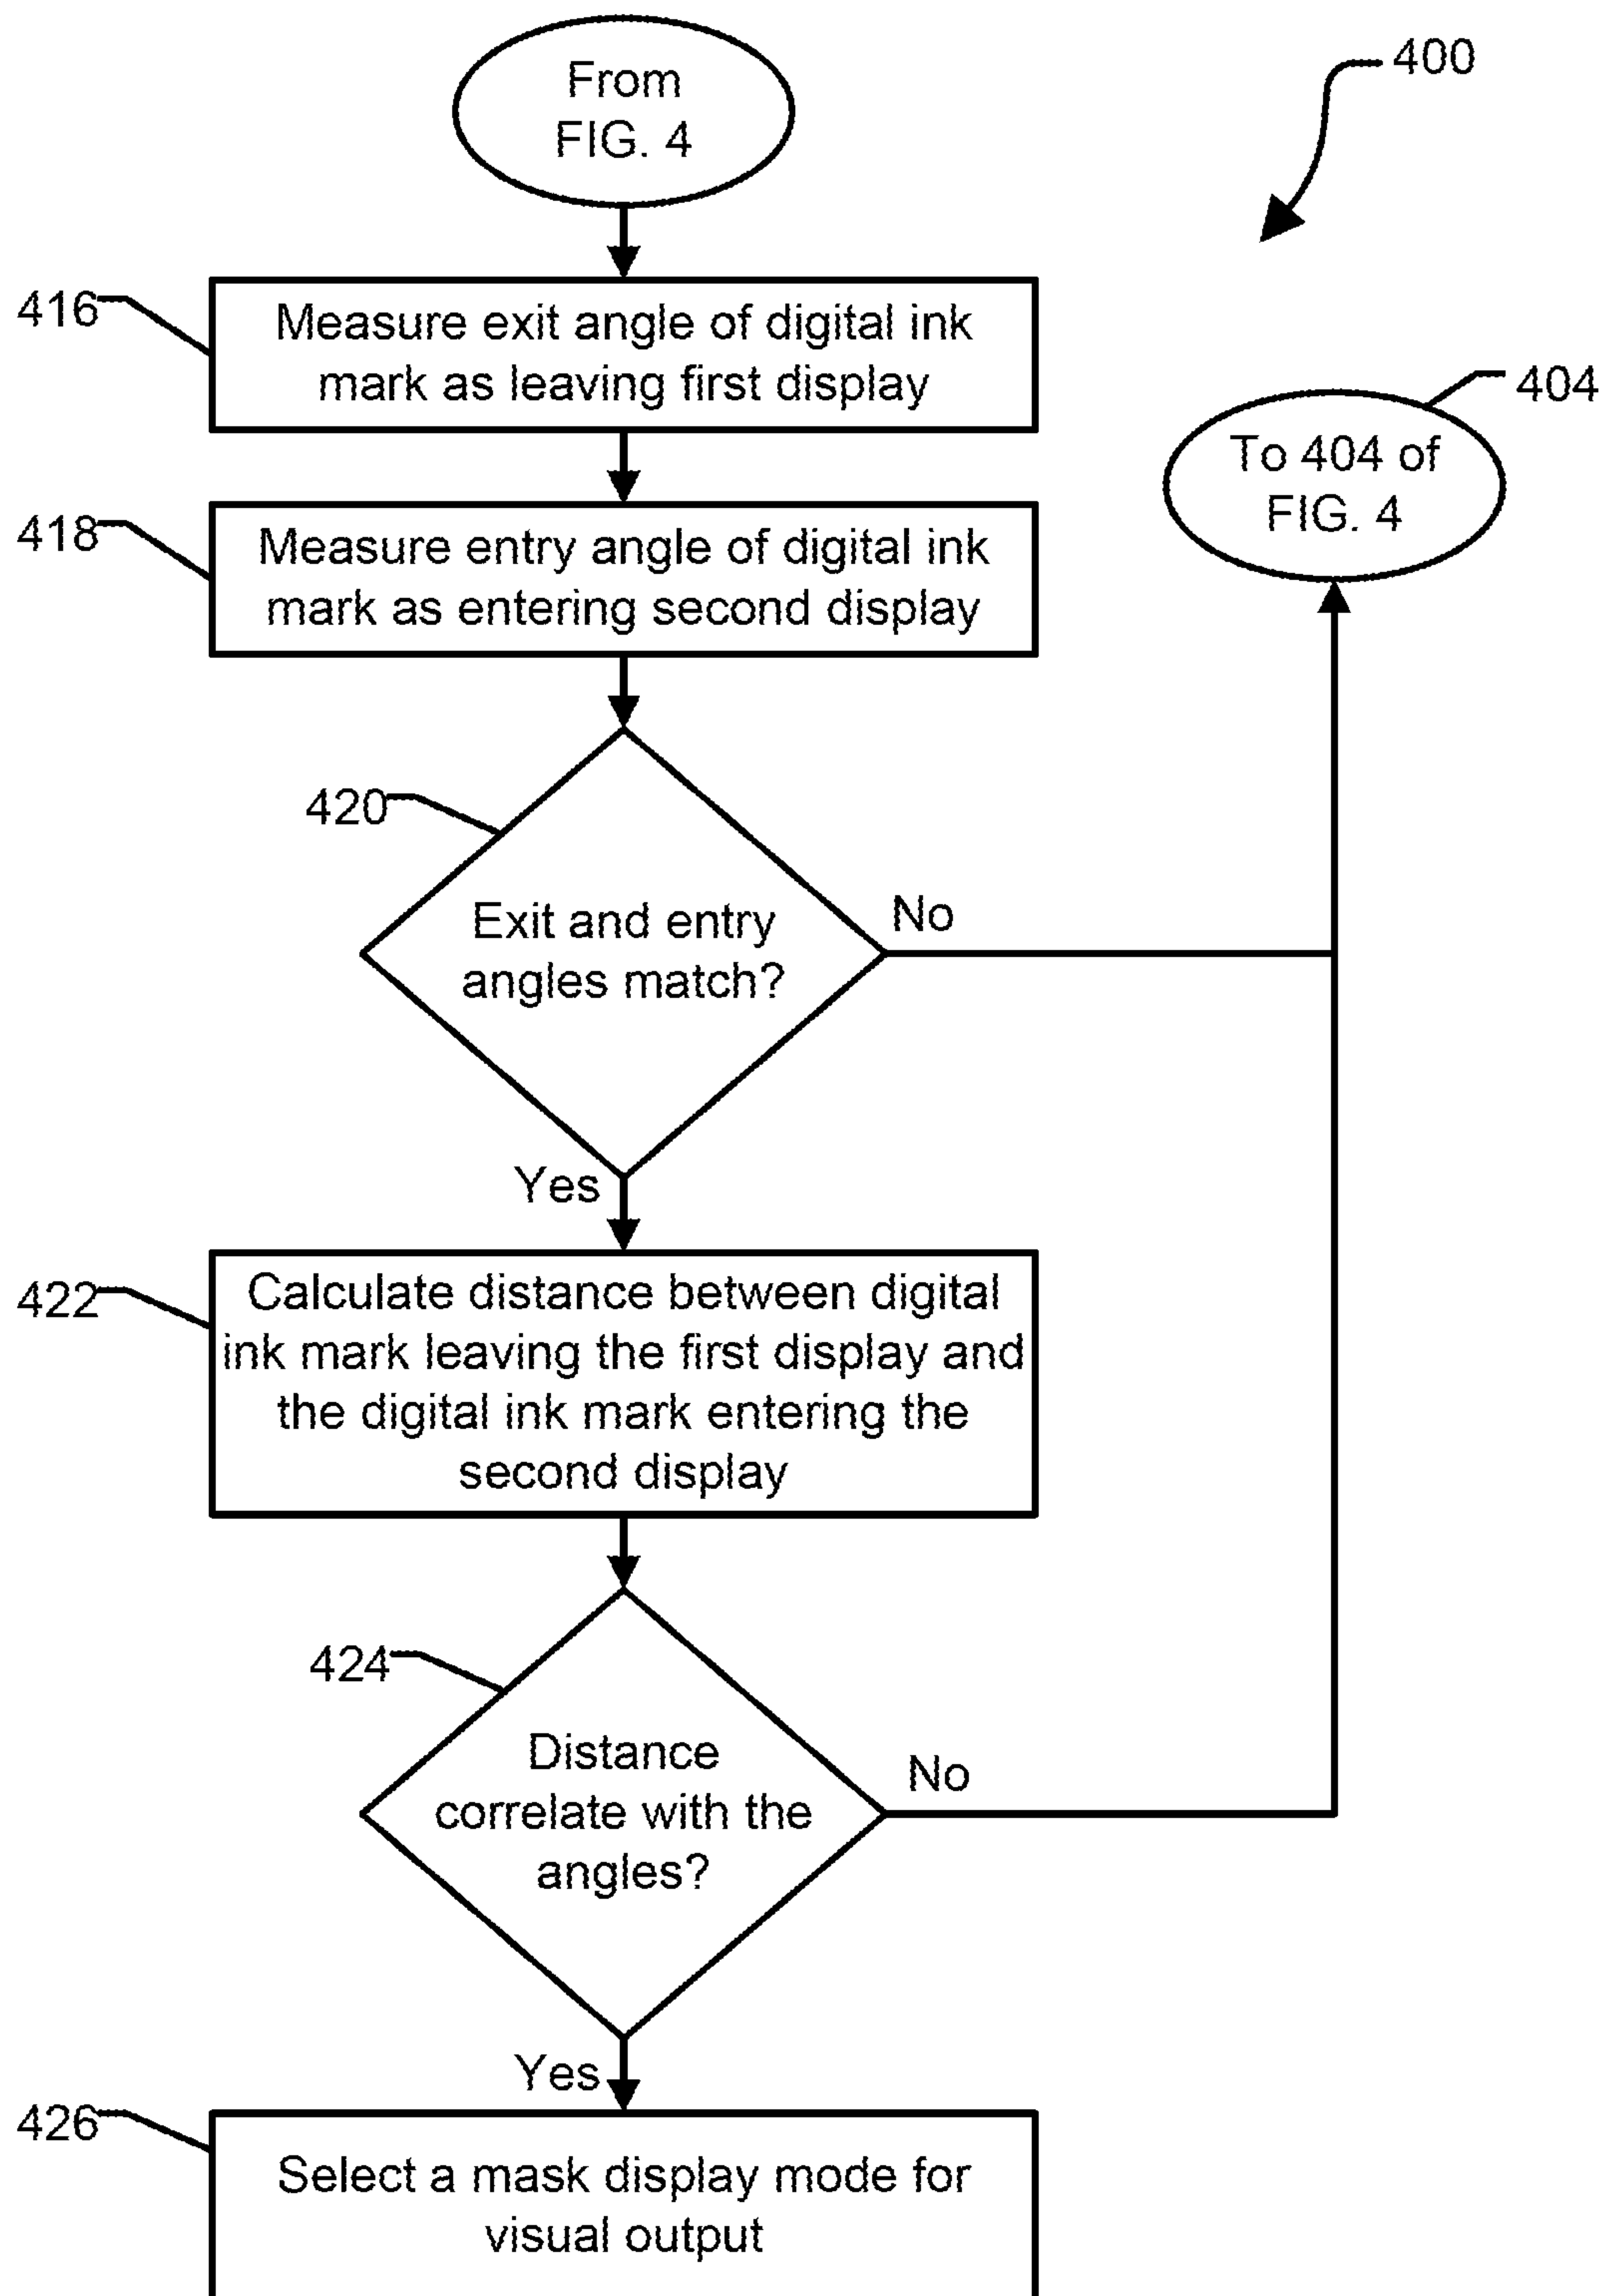 From
FIG. 4
400
416
Measure exit angle of digital ink
mark as leaving first display
404
To 404 of
FIG. 4
418
Measure entry angle of digital ink
mark as entering second display
420
Exit and entry
angles match?
No
Yes
422
Calculate distance between digital
ink mark leaving the first display and
the digital ink mark entering the
second display
424
Distance
correlate with the
angles?
No
Yes
426
Select a mask display mode for
visual output